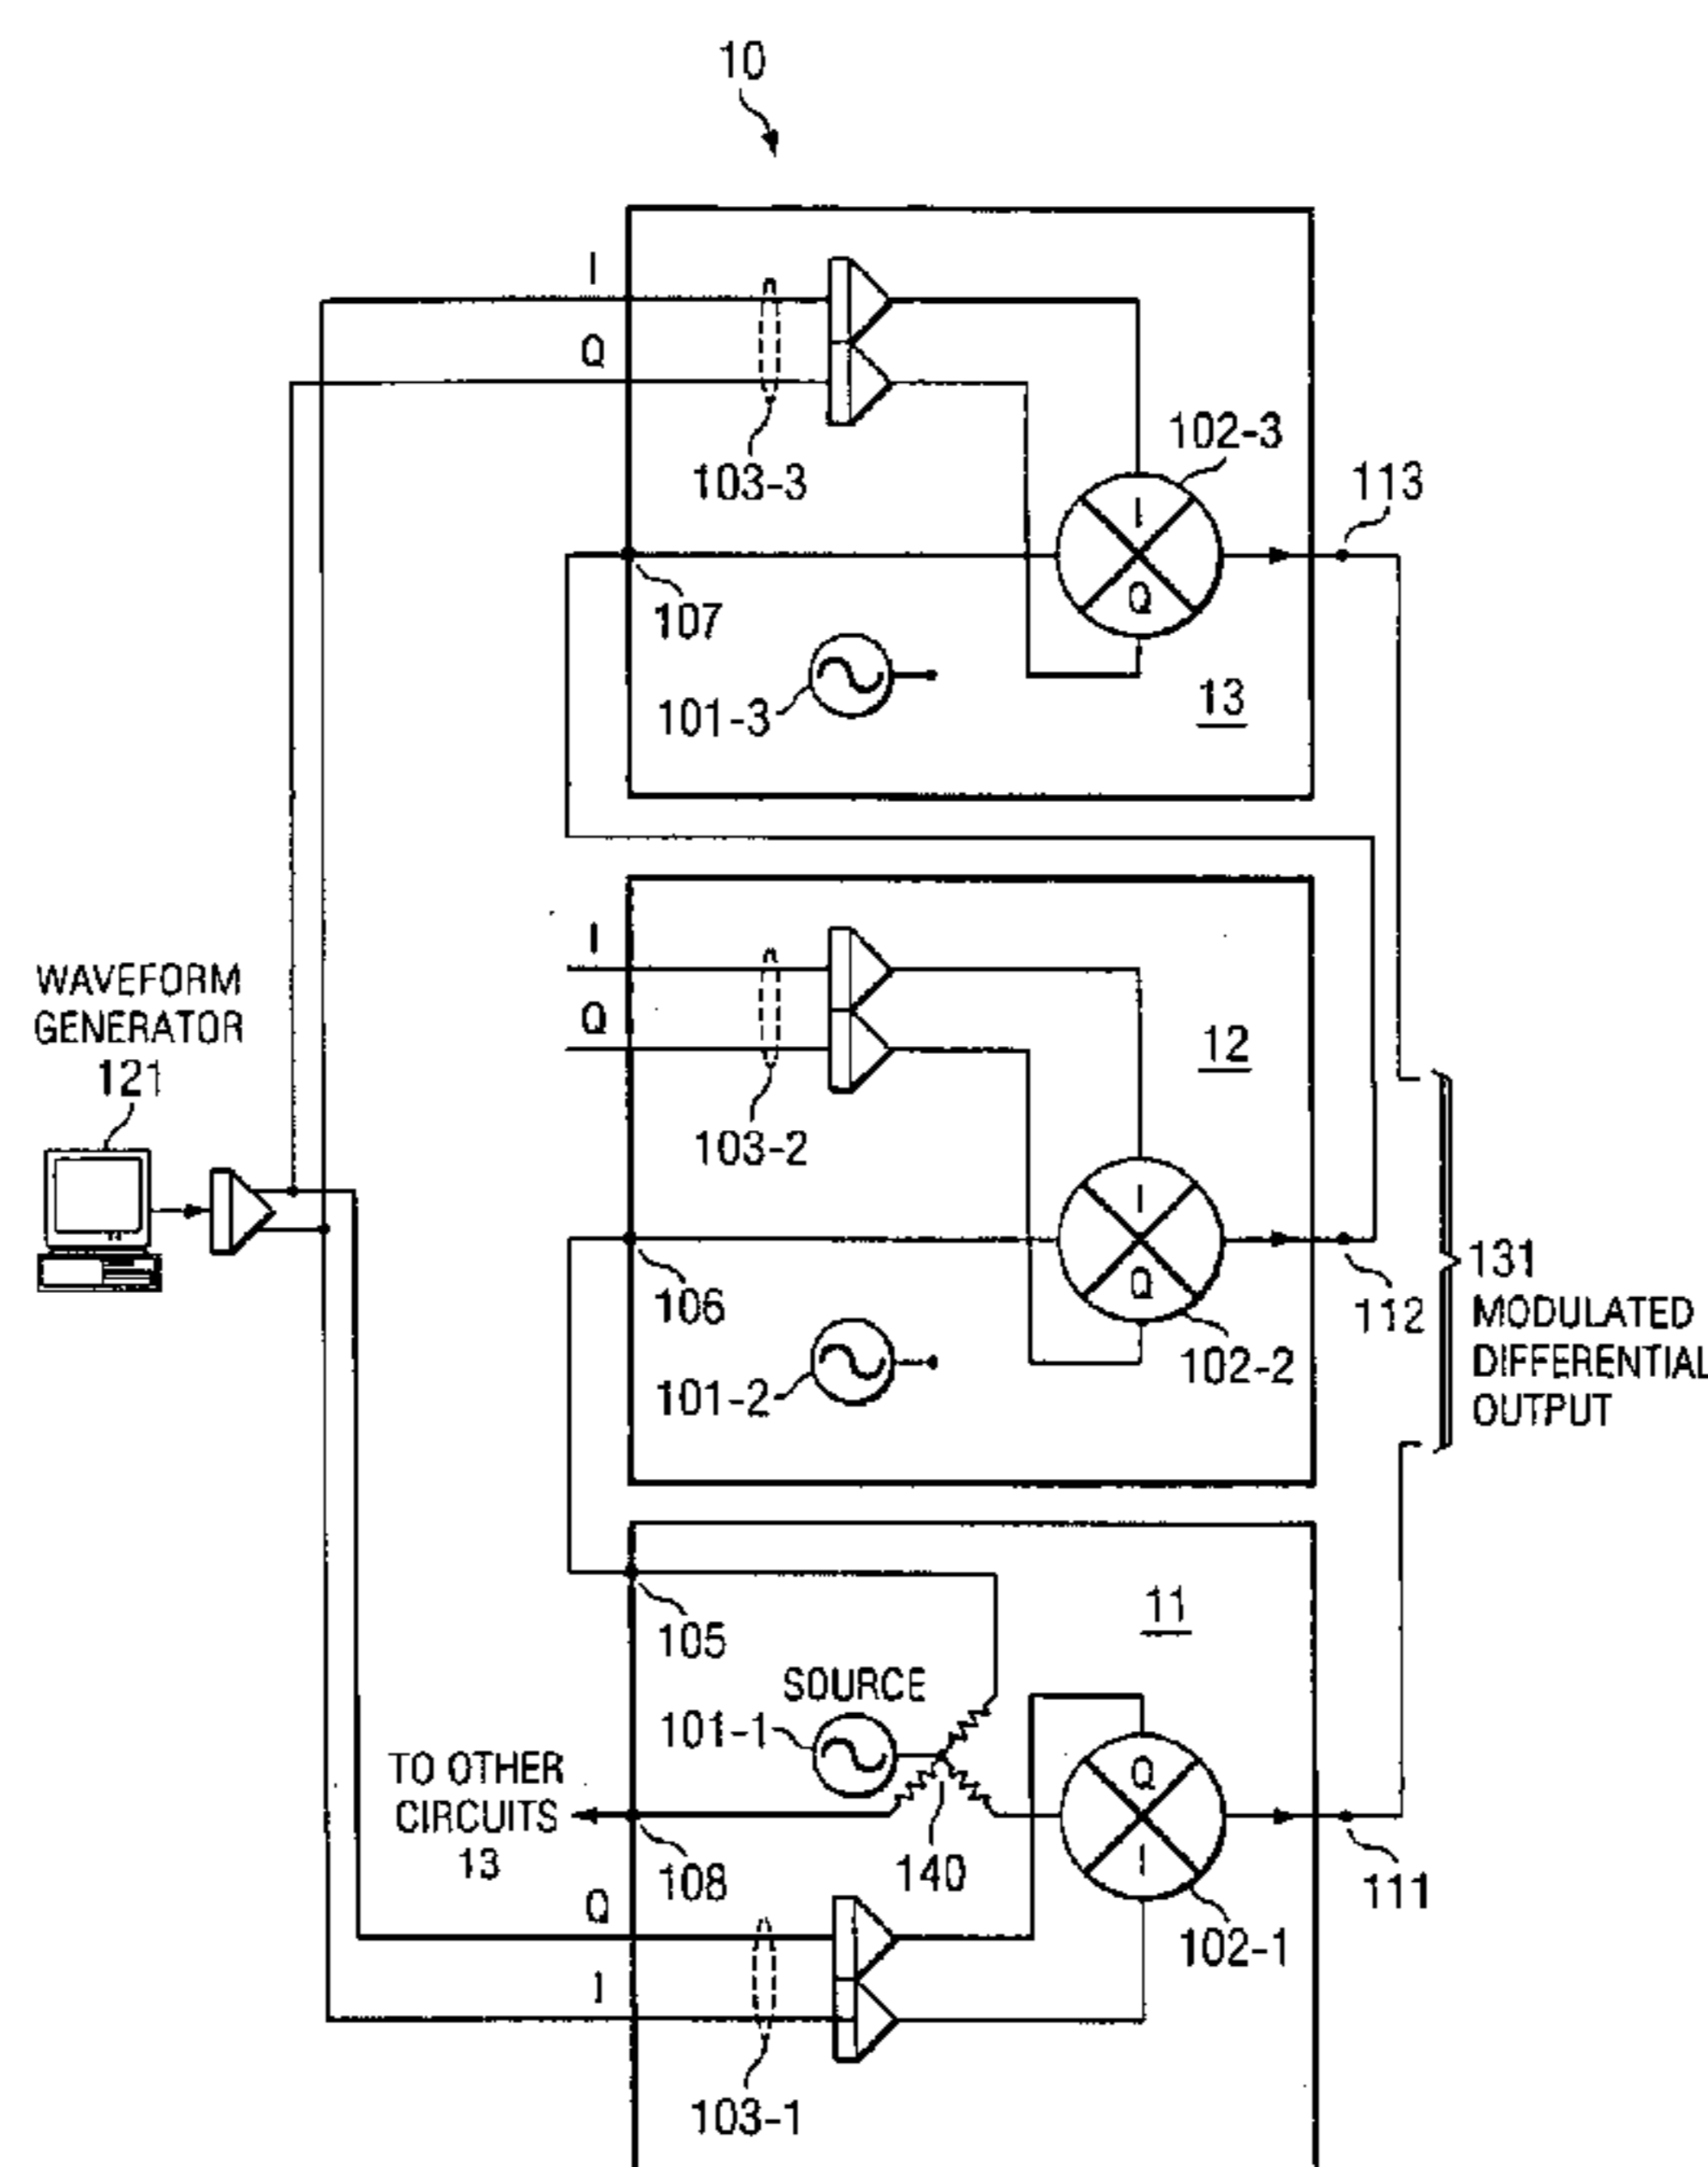 10
I
Q
103-3
102-3
113
107
I
Q
101-3
13
I
Q
103-2
12
WAVEFORM
GENERATOR
121
I
Q
106
101-2
102-2
112
131
MODULATED
DIFFERENTIAL
OUTPUT
105
11
SOURCE
101-1
TO OTHER
CIRCUITS
13
108
140
Q
I
102-1
111
Q
I
103-1